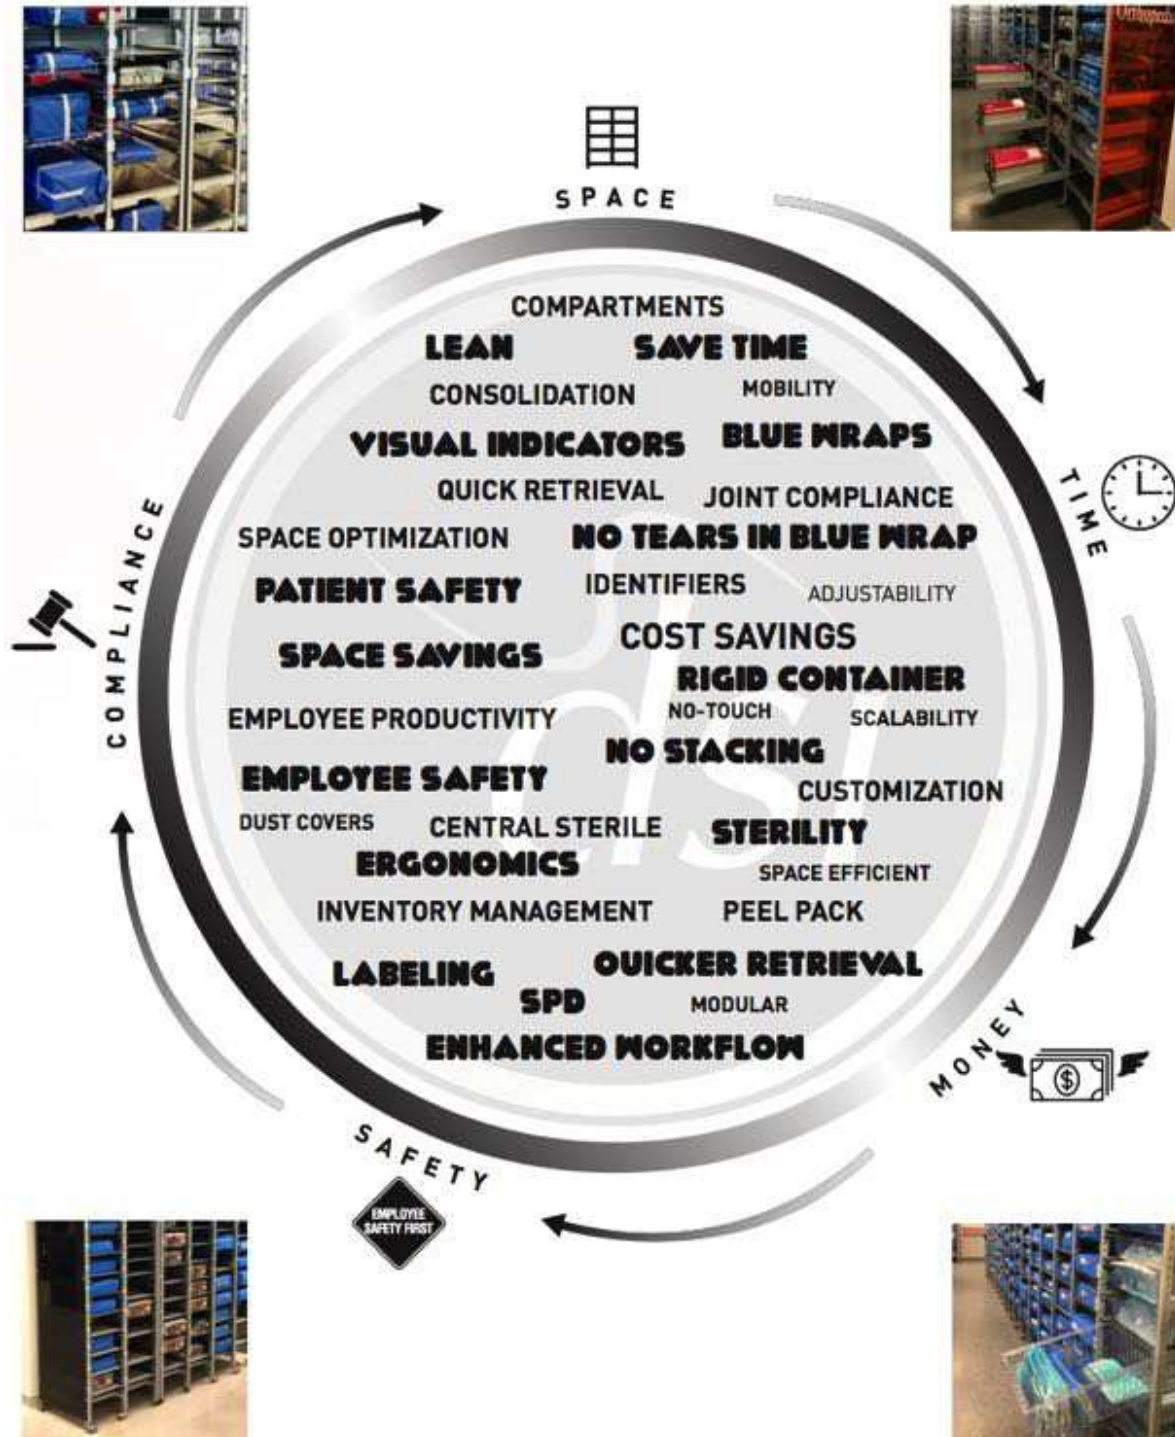 Orthoped
SPACE
COMPARTMENTS
LEAN SAVE TIME
CONSOLIDATION MOBILITY
VISUAL INDICATORS BLUE WRAPS
QUICK RETRIEVAL JOINT COMPLIANCE
SPACE OPTIMIZATION NO TEARS IN BLUE WRAP
PATIENT SAFETY IDENTIFIERS ADJUSTABILITY
SPACE SAVINGS COST SAVINGS
RIGID CONTAINER
EMPLOYEE PRODUCTIVITY NO-TOUCH SCALABILITY
NO STACKING
EMPLOYEE SAFETY CUSTOMIZATION
DUST COVERS CENTRAL STERILE STERILITY
ERGONOMICS SPACE EFFICIENT
INVENTORY MANAGEMENT PEEL PACK
LABELING QUICKER RETRIEVAL
SPD MODULAR
ENHANCED WORKFLOW
dsi
TIME
MONEY
$
SAFETY
EMPLOYEE
SAFETY FIRST
COMPLIANCE